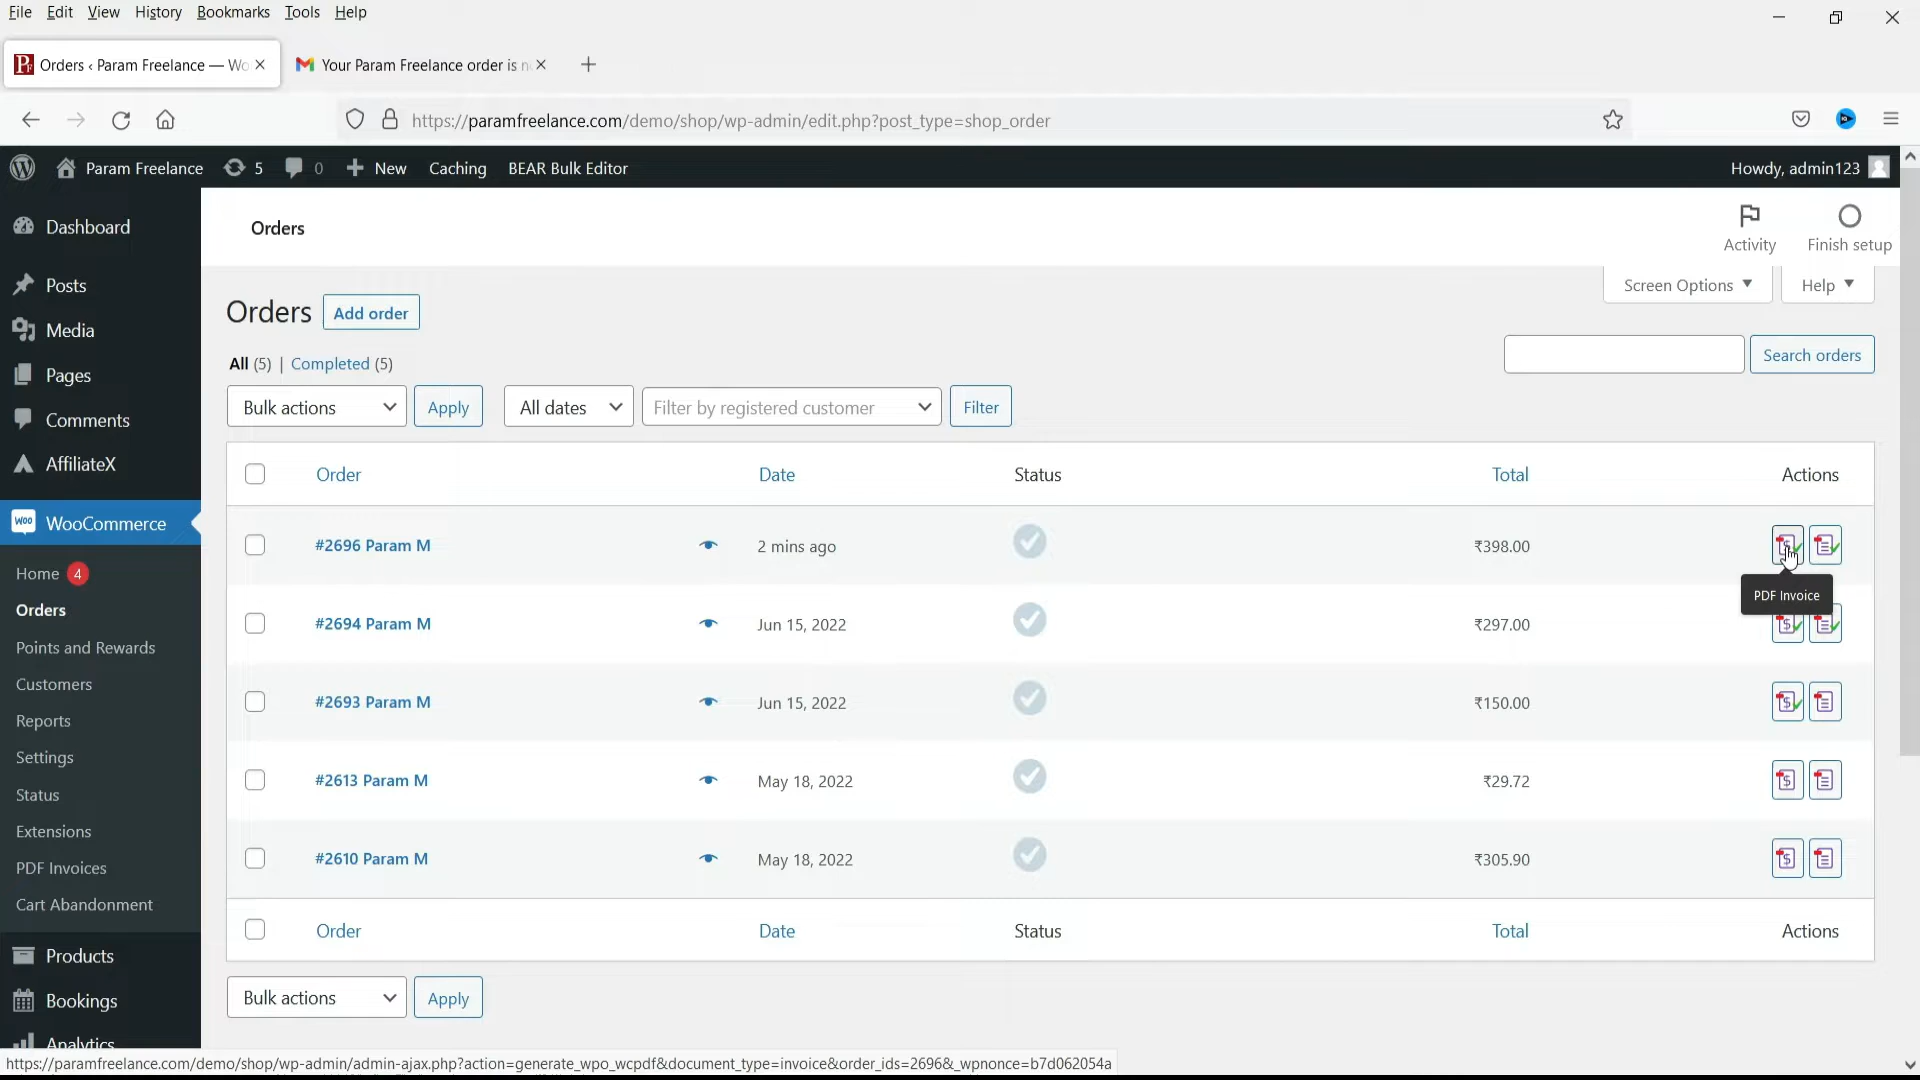 File Edit View History Bookmarks Tools Help
Orders ‹ Param Freelance — Wo
Your Param Freelance order is n
https://paramfreelance.com/demo/shop/wp-admin/edit.php?post_type=shop_order
Param Freelance 5 0 New Caching BEAR Bulk Editor Howdy, admin123
Dashboard
Posts
Media
Pages
Comments
AffiliateX
WooCommerce
Home 4
Orders
Points and Rewards
Customers
Reports
Settings
Status
Extensions
PDF Invoices
Cart Abandonment
Products
Bookings
Analytics
Orders
Activity Finish setup
Screen Options Help
Orders Add order
All (5) | Completed (5)
Search orders
Bulk actions Apply All dates Filter by registered customer Filter
Order Date Status Total Actions
#2696 Param M 2 mins ago ₹398.00
PDF Invoice
#2694 Param M Jun 15, 2022 ₹297.00
#2693 Param M Jun 15, 2022 ₹150.00
#2613 Param M May 18, 2022 ₹29.72
#2610 Param M May 18, 2022 ₹305.90
Order Date Status Total Actions
Bulk actions Apply
https://paramfreelance.com/demo/shop/wp-admin/admin-ajax.php?action=generate_wpo_wcpdf&document_type=invoice&order_ids=2696&_wpnonce=b7d062054a